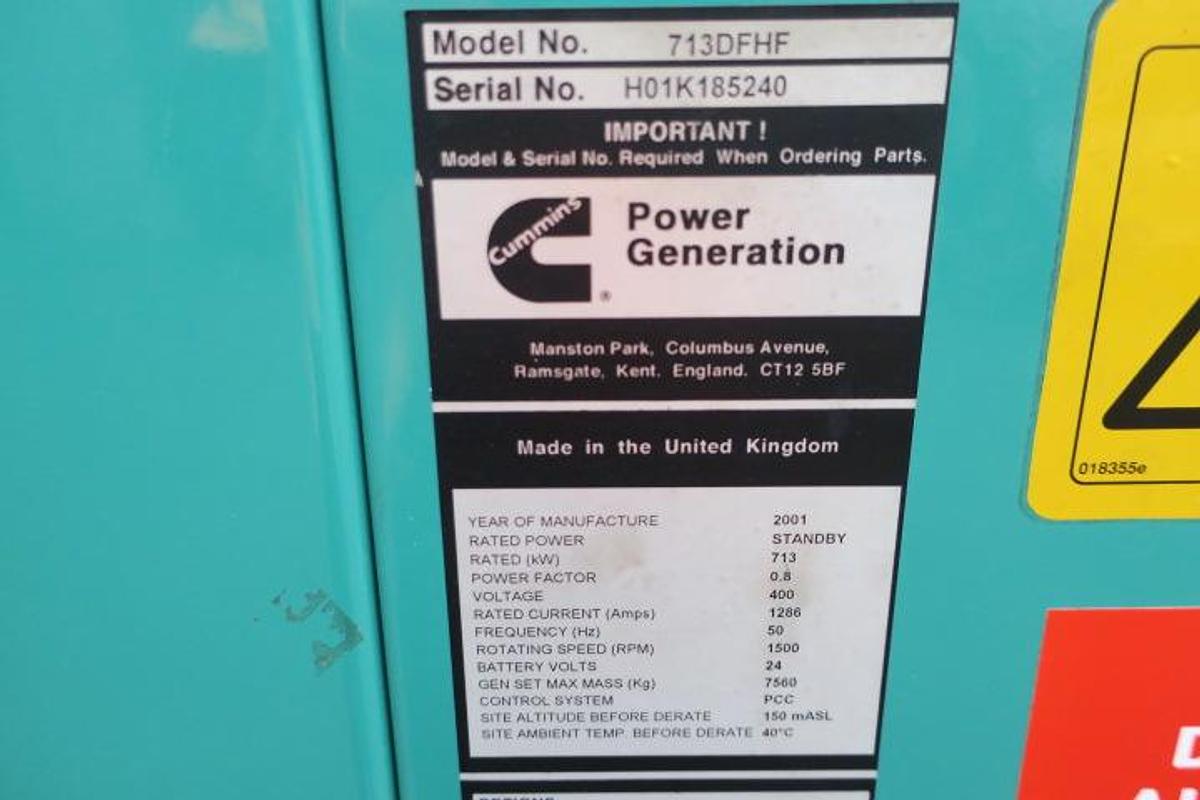 Model No. 713DFHF
Serial No. H01K185240
IMPORTANT !
Model & Serial No. Required When Ordering Parts.
Cummins
®
Power
Generation
Manston Park, Columbus Avenue,
Ramsgate, Kent. England. CT12 5BF
Made in the United Kingdom
YEAR OF MANUFACTURE 2001
RATED POWER STANDBY
RATED (kW) 713
POWER FACTOR 0.8
VOLTAGE 400
RATED CURRENT (Amps) 1286
FREQUENCY (Hz) 50
ROTATING SPEED (RPM) 1500
BATTERY VOLTS 24
GEN SET MAX MASS (Kg) 7560
CONTROL SYSTEM PCC
SITE ALTITUDE BEFORE DERATE 150 mASL
SITE AMBIENT TEMP. BEFORE DERATE 40°C
018355e